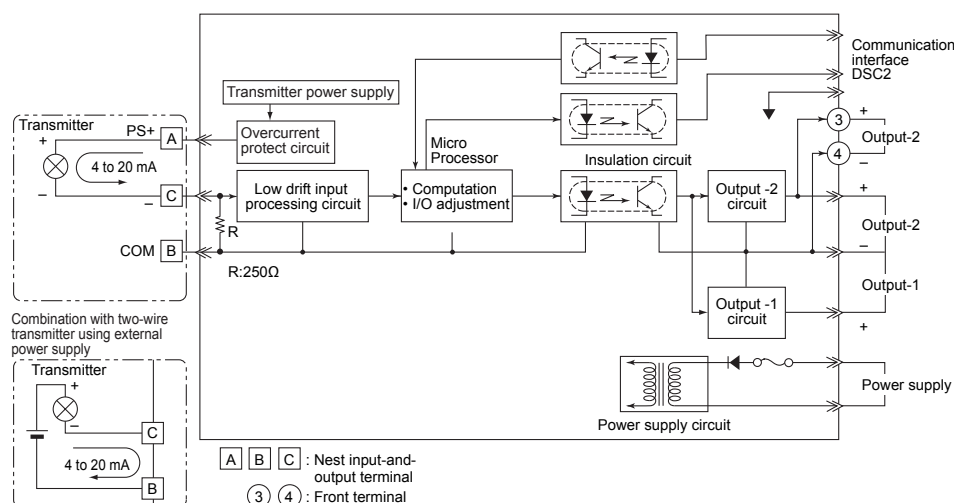 Communication
interface
DSC2
Transmitter power supply
Transmitter
PS+
A
+
Overcurrent
protect circuit
4 to 20 mA
Micro
Processor
Insulation circuit
3
+
Output-2
4
–
–
C
–
Low drift input
processing circuit
• Computation
• I/O adjustment
Output -2
circuit
+
R
Output-2
COM
B
R:250Ω
–
Output-1
Output -1
circuit
+
Combination with two-wire
transmitter using external
power supply
Transmitter
+
–
C
4 to 20 mA
B
Power supply
Power supply circuit
A B C : Nest input-and-
output terminal
3 4 : Front terminal